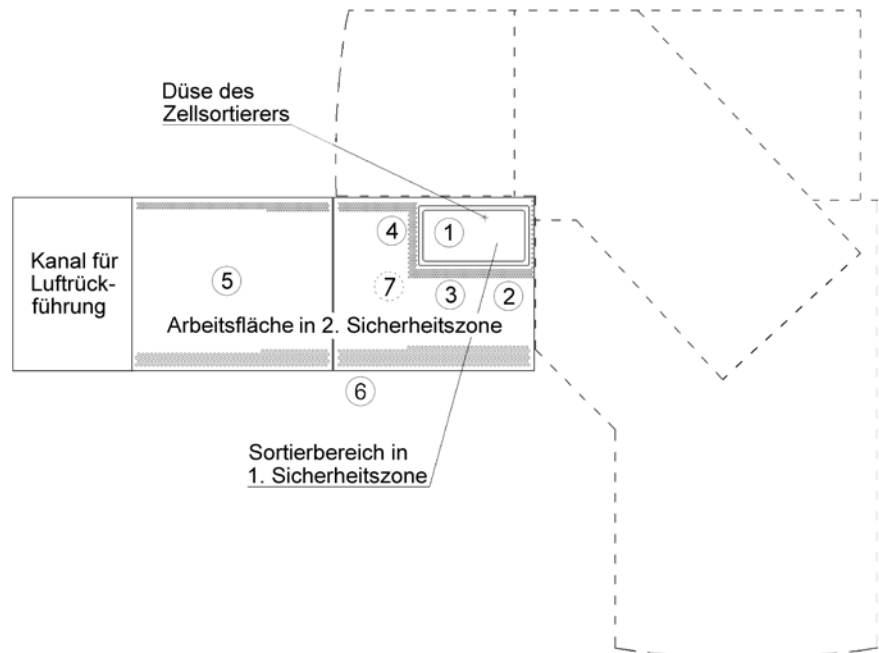 Düse des
Zellsortierers
4
1
Kanal für
Luftrück-
führung
5
7
3
2
Arbeitsfläche in 2. Sicherheitszone
6
Sortierbereich in
1. Sicherheitszone